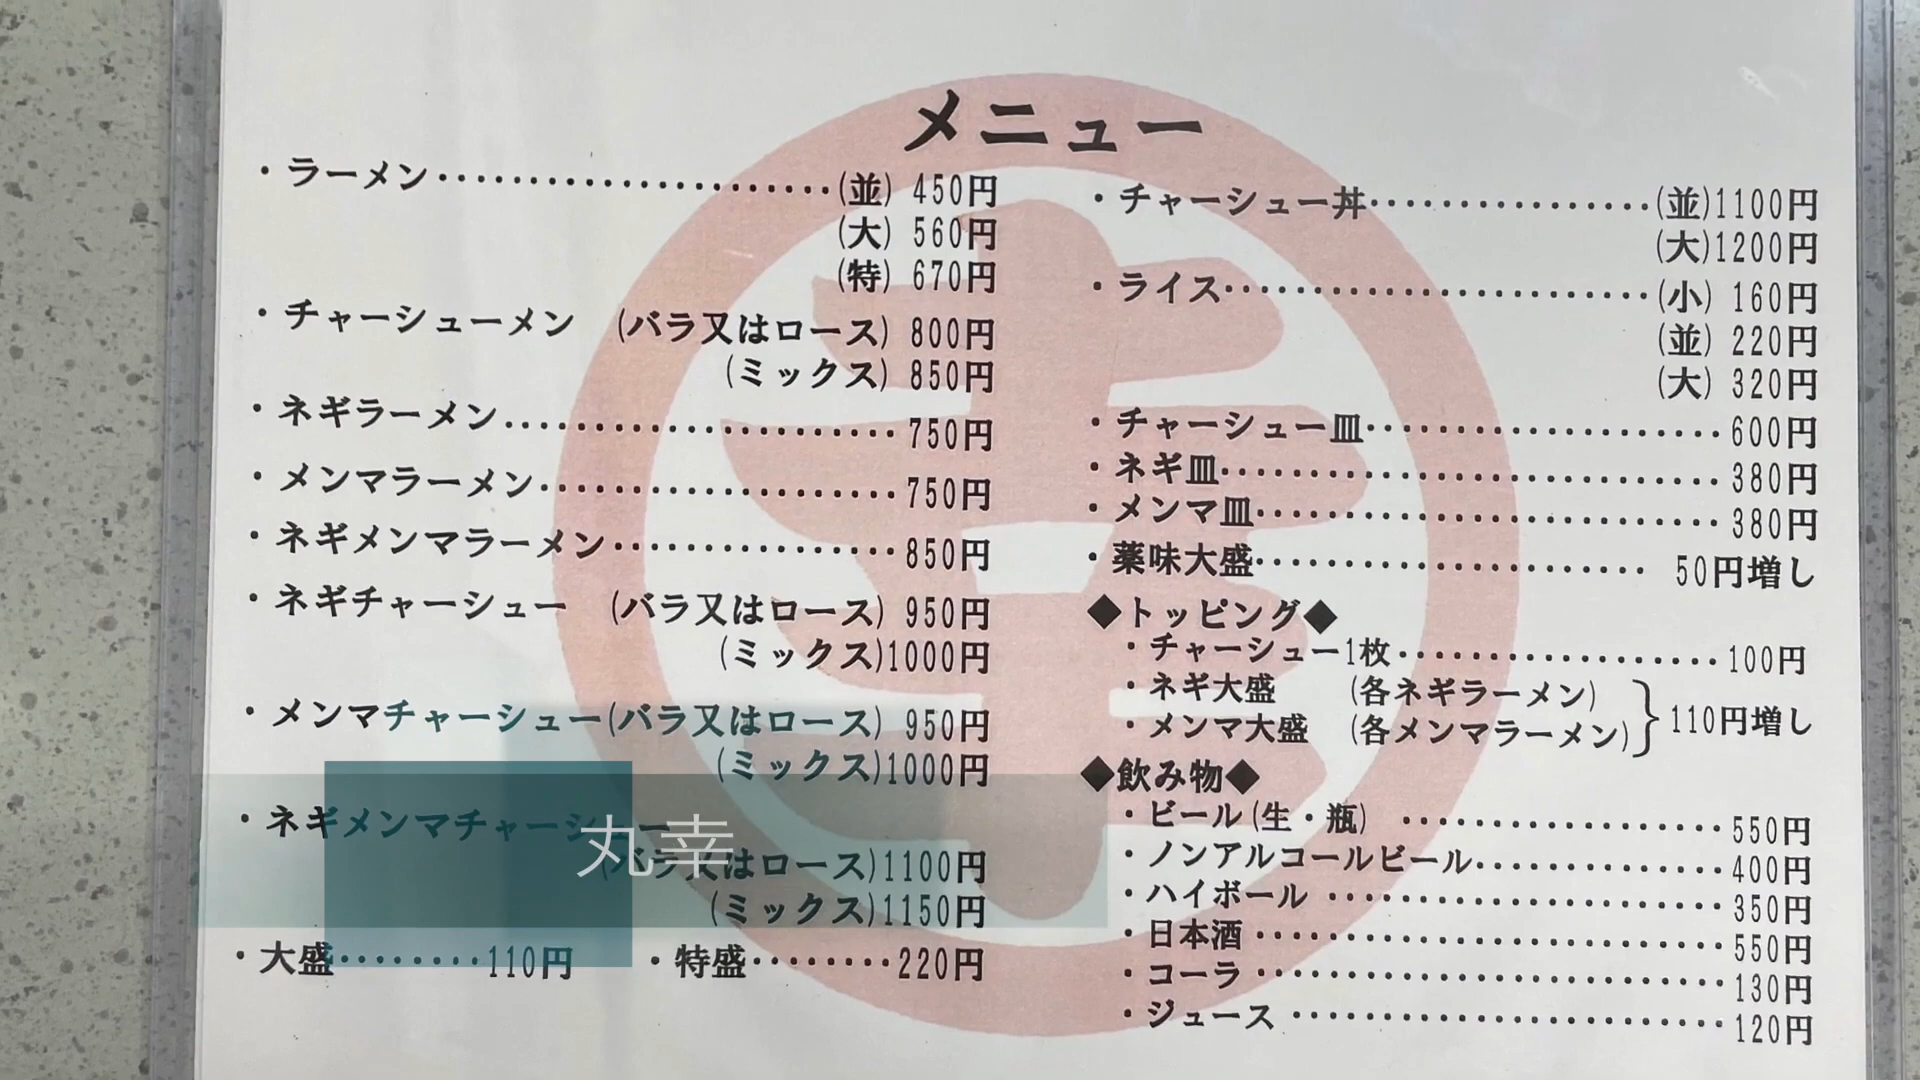 メニュー
・ラーメン‥‥‥‥‥‥‥‥‥‥(並) 450円
(大) 560円
(特) 670円
・チャーシューメン (バラ又はロース) 800円
(ミックス) 850円
・ネギラーメン‥‥‥‥‥‥‥‥‥‥750円
・メンマラーメン‥‥‥‥‥‥‥‥‥750円
・ネギメンマラーメン‥‥‥‥‥‥‥850円
・ネギチャーシュー (バラ又はロース) 950円
(ミックス)1000円
・メンマチャーシュー(バラ又はロース) 950円
(ミックス)1000円
・ネギメンマチャーシュー
(バラ又はロース)1100円
(ミックス)1150円
・大盛‥‥‥‥110円 ・特盛‥‥‥‥220円
・チャーシュー丼‥‥‥‥‥‥‥‥(並)1100円
(大)1200円
・ライス‥‥‥‥‥‥‥‥‥‥‥‥(小) 160円
(並) 220円
(大) 320円
・チャーシュー皿‥‥‥‥‥‥‥‥‥‥600円
・ネギ皿‥‥‥‥‥‥‥‥‥‥‥‥‥‥380円
・メンマ皿‥‥‥‥‥‥‥‥‥‥‥‥‥380円
・薬味大盛‥‥‥‥‥‥‥‥‥‥‥ 50円増し
◆トッピング◆
・チャーシュー1枚‥‥‥‥‥‥‥‥‥100円
・ネギ大盛 (各ネギラーメン)
・メンマ大盛 (各メンマラーメン) }110円増し
◆飲み物◆
・ビール(生・瓶) ‥‥‥‥‥‥‥‥‥550円
・ノンアルコールビール‥‥‥‥‥‥‥400円
・ハイボール ‥‥‥‥‥‥‥‥‥‥‥350円
・日本酒‥‥‥‥‥‥‥‥‥‥‥‥‥550円
・コーラ‥‥‥‥‥‥‥‥‥‥‥‥‥130円
・ジュース ‥‥‥‥‥‥‥‥‥‥‥‥120円
幸
丸幸